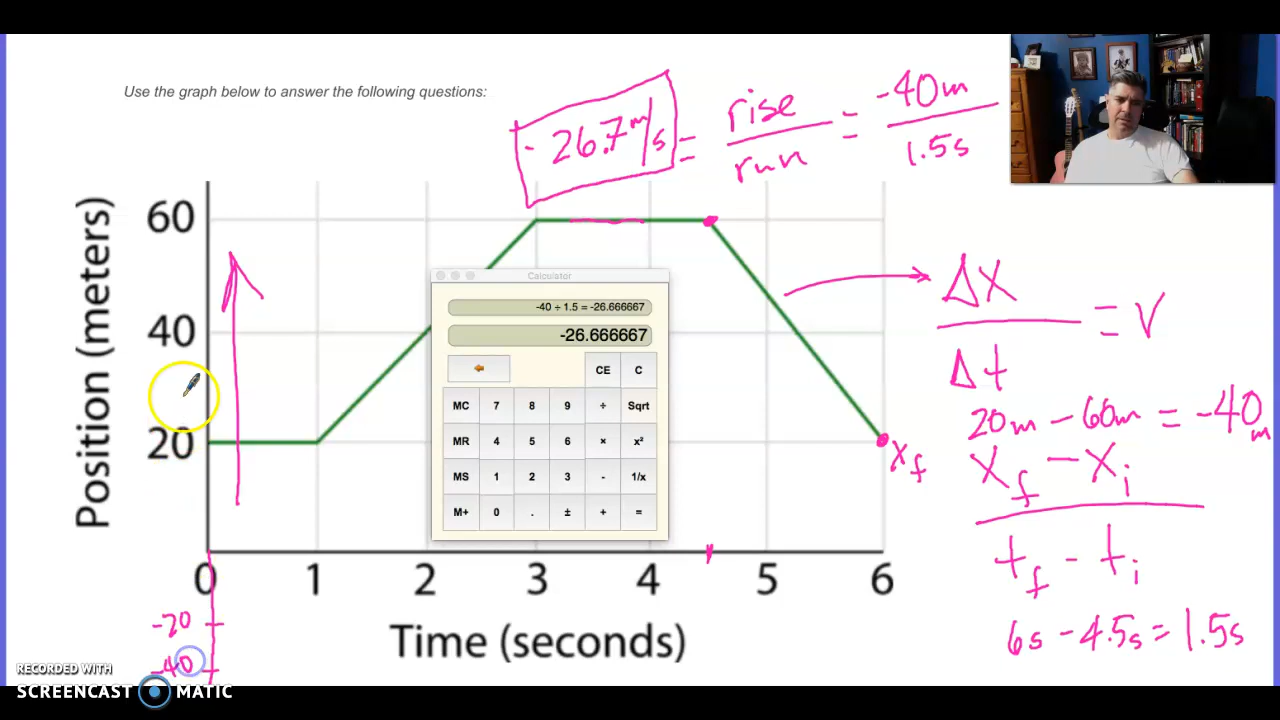 Use the graph below to answer the following questions:
-26.7 m/s = rise/run = -40m/1.5s
Position (meters)
60
40
20
0 1 2 3 4 5 6
Time (seconds)
-20
-40
Calculator
-40 ÷ 1.5 = -26.666667
-26.666667
CE C
MC 7 8 9 ÷ Sqrt
MR 4 5 6 × x²
MS 1 2 3 - 1/x
M+ 0 . ± + =
ΔX/Δt = V
20m - 60m = -40m
Xf
Xf - Xi
tf - ti
6s - 4.5s = 1.5s
RECORDED WITH
SCREENCAST MATIC